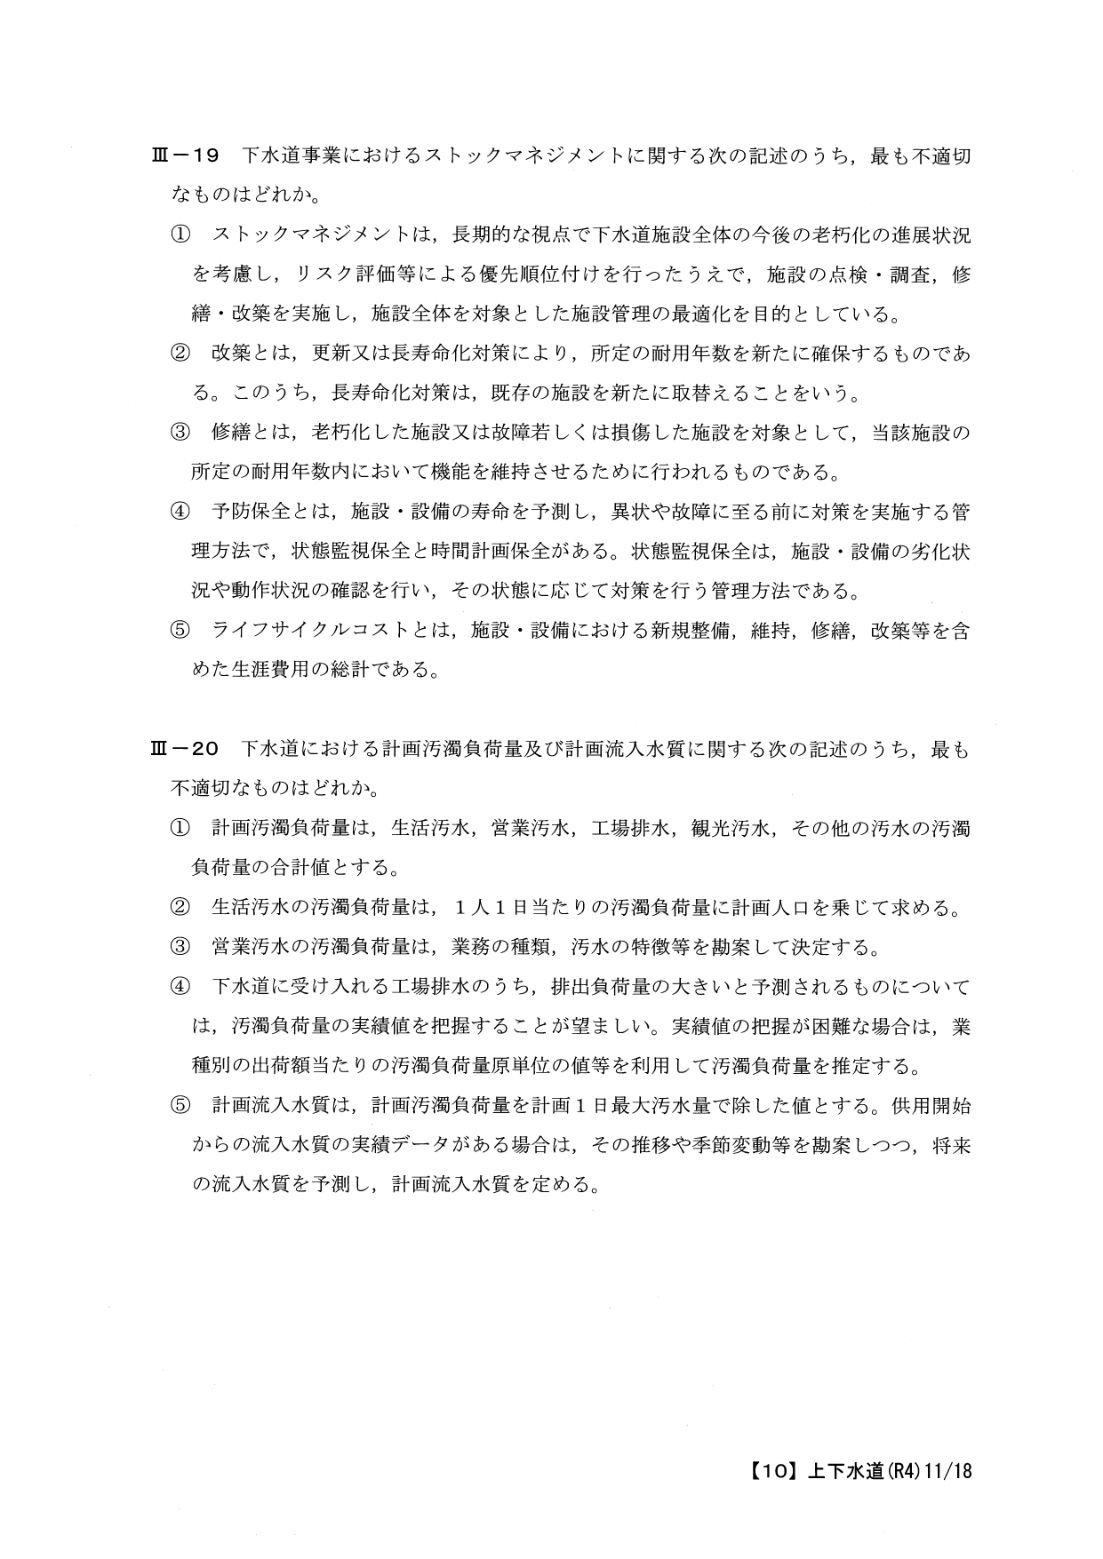 Ⅲ－19　下水道事業におけるストックマネジメントに関する次の記述のうち，最も不適切
なものはどれか。
①　ストックマネジメントは，長期的な視点で下水道施設全体の今後の老朽化の進展状況
を考慮し，リスク評価等による優先順位付けを行ったうえで，施設の点検・調査，修
繕・改築を実施し，施設全体を対象とした施設管理の最適化を目的としている。
②　改築とは，更新又は長寿命化対策により，所定の耐用年数を新たに確保するものであ
る。このうち，長寿命化対策は，既存の施設を新たに取替えることをいう。
③　修繕とは，老朽化した施設又は故障若しくは損傷した施設を対象として，当該施設の
所定の耐用年数内において機能を維持させるために行われるものである。
④　予防保全とは，施設・設備の寿命を予測し，異状や故障に至る前に対策を実施する管
理方法で，状態監視保全と時間計画保全がある。状態監視保全は，施設・設備の劣化状
況や動作状況の確認を行い，その状態に応じて対策を行う管理方法である。
⑤　ライフサイクルコストとは，施設・設備における新規整備，維持，修繕，改築等を含
めた生涯費用の総計である。
Ⅲ－20　下水道における計画汚濁負荷量及び計画流入水質に関する次の記述のうち，最も
不適切なものはどれか。
①　計画汚濁負荷量は，生活汚水，営業汚水，工場排水，観光汚水，その他の汚水の汚濁
負荷量の合計値とする。
②　生活汚水の汚濁負荷量は，１人１日当たりの汚濁負荷量に計画人口を乗じて求める。
③　営業汚水の汚濁負荷量は，業務の種類，汚水の特徴等を勘案して決定する。
④　下水道に受け入れる工場排水のうち，排出負荷量の大きいと予測されるものについて
は，汚濁負荷量の実績値を把握することが望ましい。実績値の把握が困難な場合は，業
種別の出荷額当たりの汚濁負荷量原単位の値等を利用して汚濁負荷量を推定する。
⑤　計画流入水質は，計画汚濁負荷量を計画１日最大汚水量で除した値とする。供用開始
からの流入水質の実績データがある場合は，その推移や季節変動等を勘案しつつ，将来
の流入水質を予測し，計画流入水質を定める。
【10】上下水道(R4)11/18